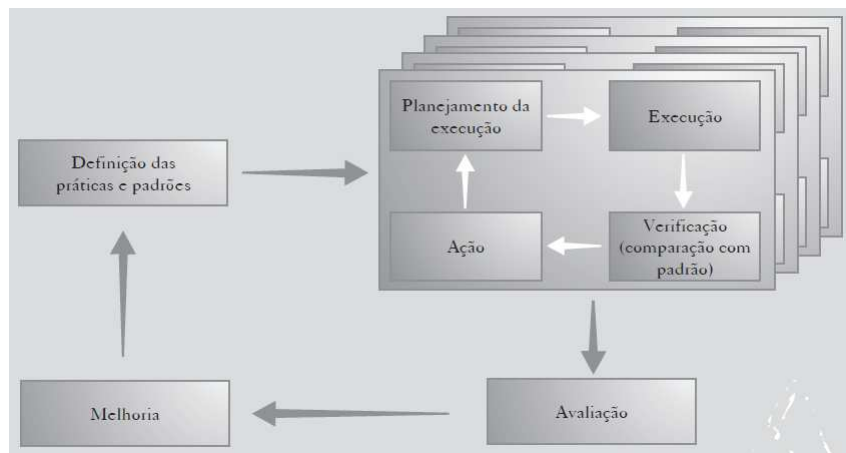 Planejamento da
execução
Execução
Definição das
práticas e padrões
Ação
Verificação
(comparação com
padrão)
Melhoria
Avaliação